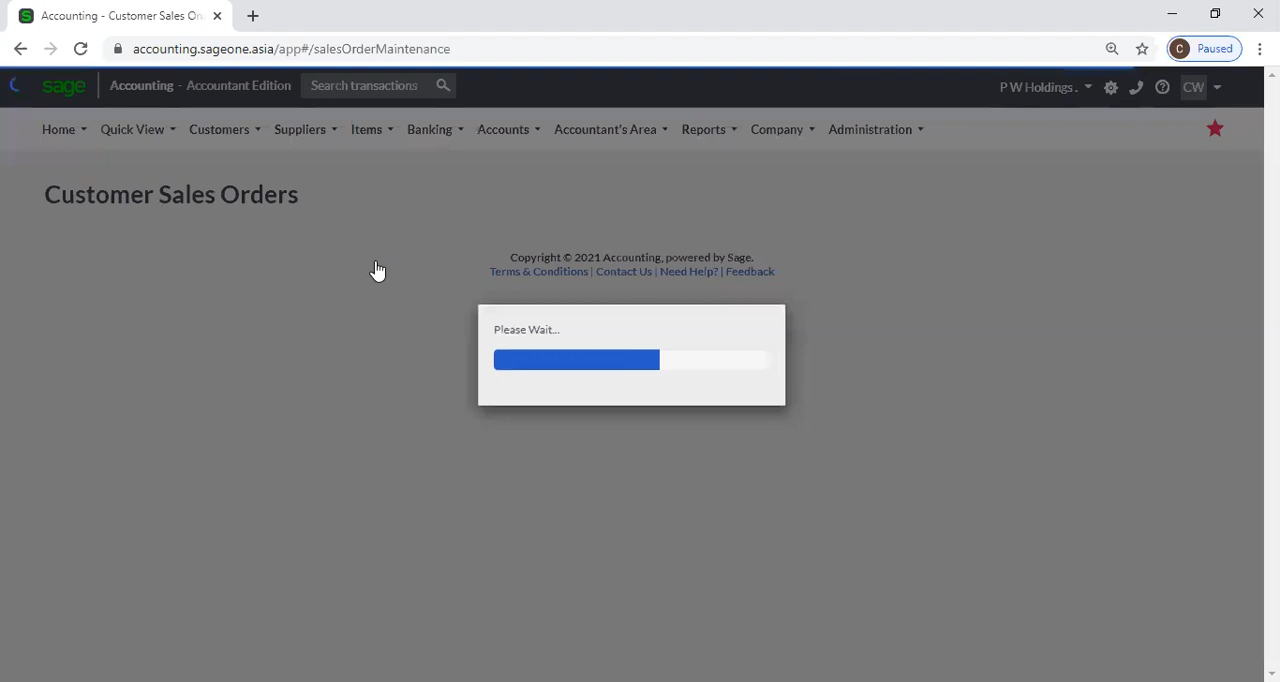 Accounting - Customer Sales Or
accounting.sageone.asia/app#/salesOrderMaintenance
C Paused
sage Accounting - Accountant Edition Search transactions P W Holdings . CW
Home Quick View Customers Suppliers Items Banking Accounts Accountant's Area Reports Company Administration
Customer Sales Orders
Copyright © 2021 Accounting, powered by Sage.
Terms & Conditions | Contact Us | Need Help? | Feedback
Please Wait...